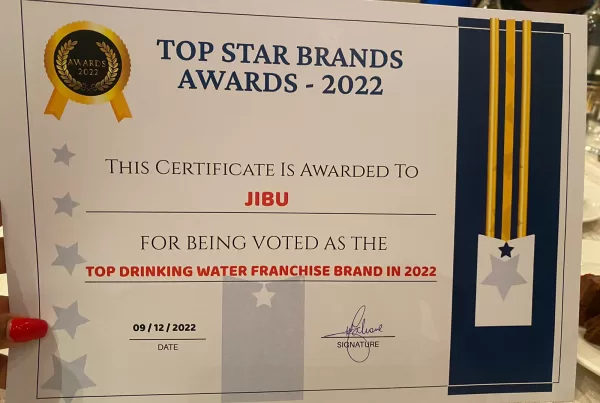 AWARDS
2022
TOP STAR BRANDS
AWARDS - 2022
THIS CERTIFICATE IS AWARDED TO
JIBU
FOR BEING VOTED AS THE
TOP DRINKING WATER FRANCHISE BRAND IN 2022
09/12/2022
DATE
SIGNATURE